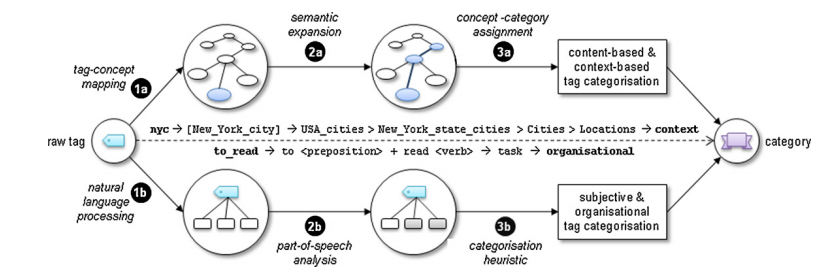 semantic
expansion
concept -category
assignment
tag-concept
mapping
1a
2a
3a
content-based &
context-based
tag categorisation
raw tag
nyc → [New_York_city] → USA_cities > New_York_state_cities > Cities > Locations → context
to_read → to <preposition> + read <verb> → task → organisational
category
natural
language
processing
1b
2b
3b
part-of-speech
analysis
categorisation
heuristic
subjective &
organisational
tag categorisation